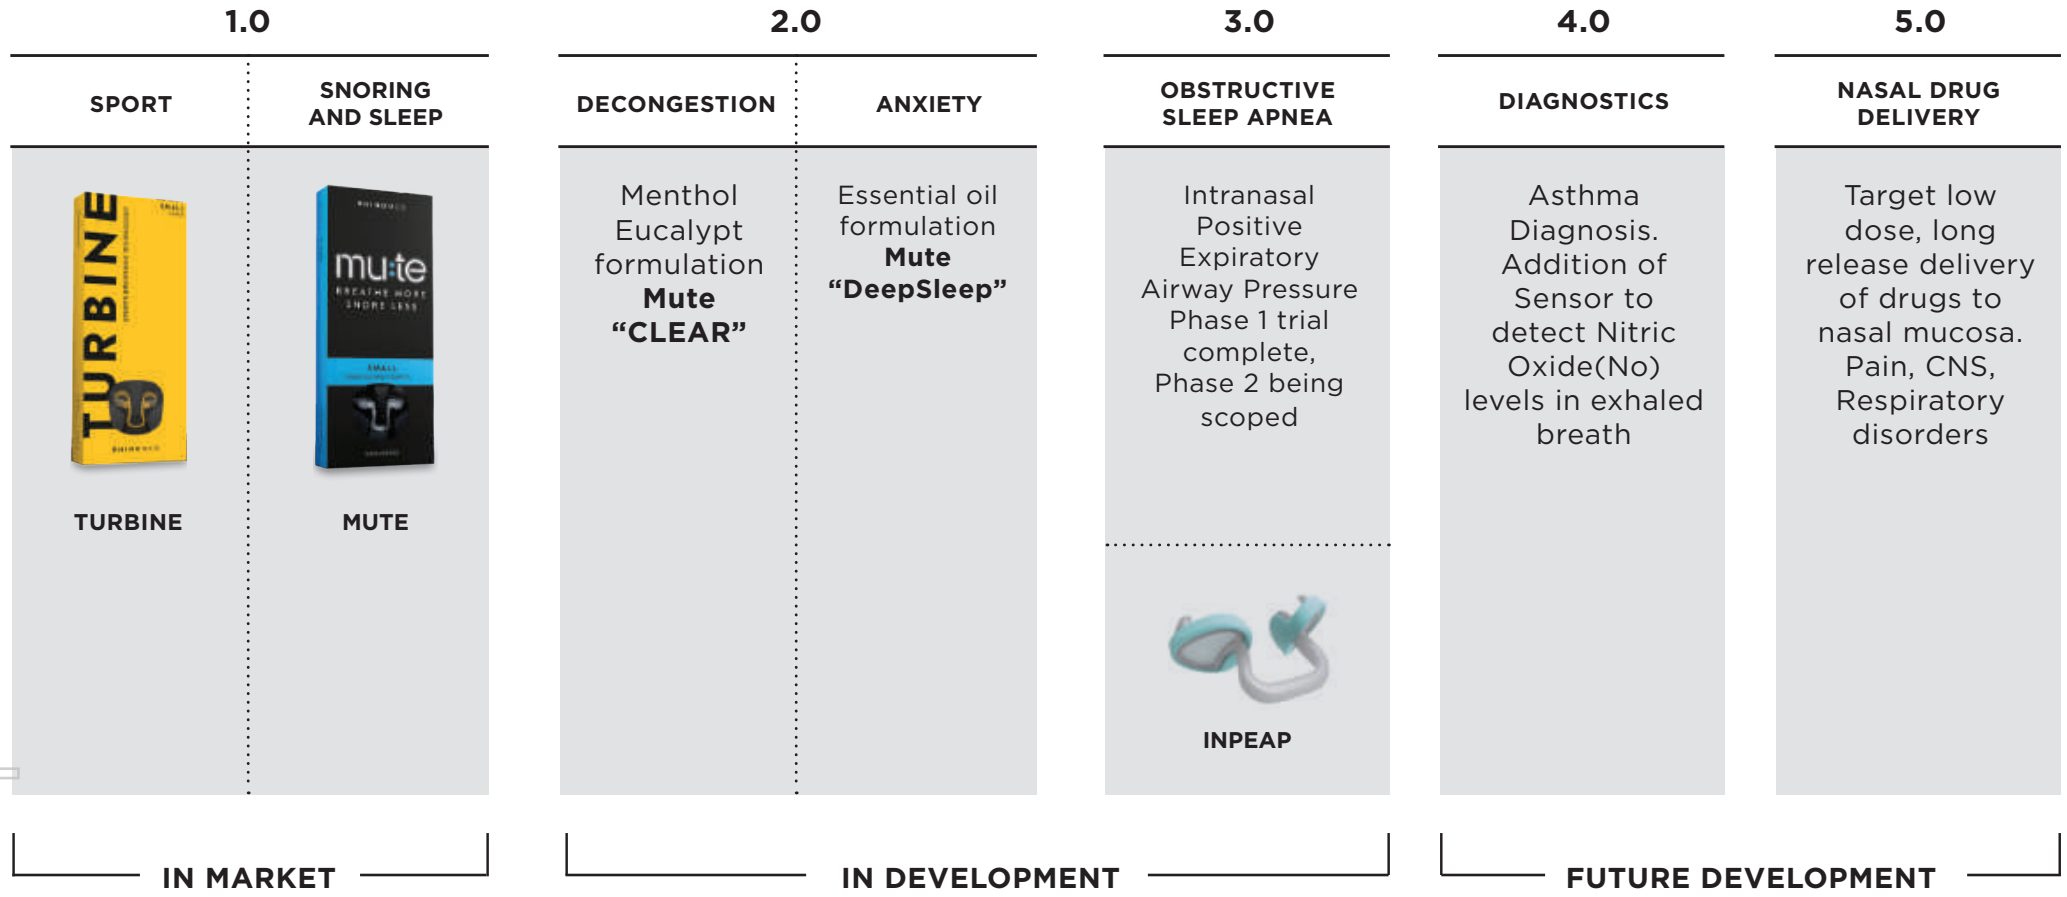 1.0
2.0
3.0
4.0
5.0
SPORT
SNORING
AND SLEEP
DECONGESTION
ANXIETY
OBSTRUCTIVE
SLEEP APNEA
DIAGNOSTICS
NASAL DRUG
DELIVERY
TURBINE
SMALL
RHINOMED
TURBINE
RHINOMED
mute
BREATHE MORE
SNORE LESS
SMALL
MUTE
Menthol
Eucalypt
formulation
Mute
“CLEAR”
Essential oil
formulation
Mute
“DeepSleep”
Intranasal
Positive
Expiratory
Airway Pressure
Phase 1 trial
complete,
Phase 2 being
scoped
INPEAP
Asthma
Diagnosis.
Addition of
Sensor to
detect Nitric
Oxide(No)
levels in exhaled
breath
Target low
dose, long
release delivery
of drugs to
nasal mucosa.
Pain, CNS,
Respiratory
disorders
IN MARKET
IN DEVELOPMENT
FUTURE DEVELOPMENT